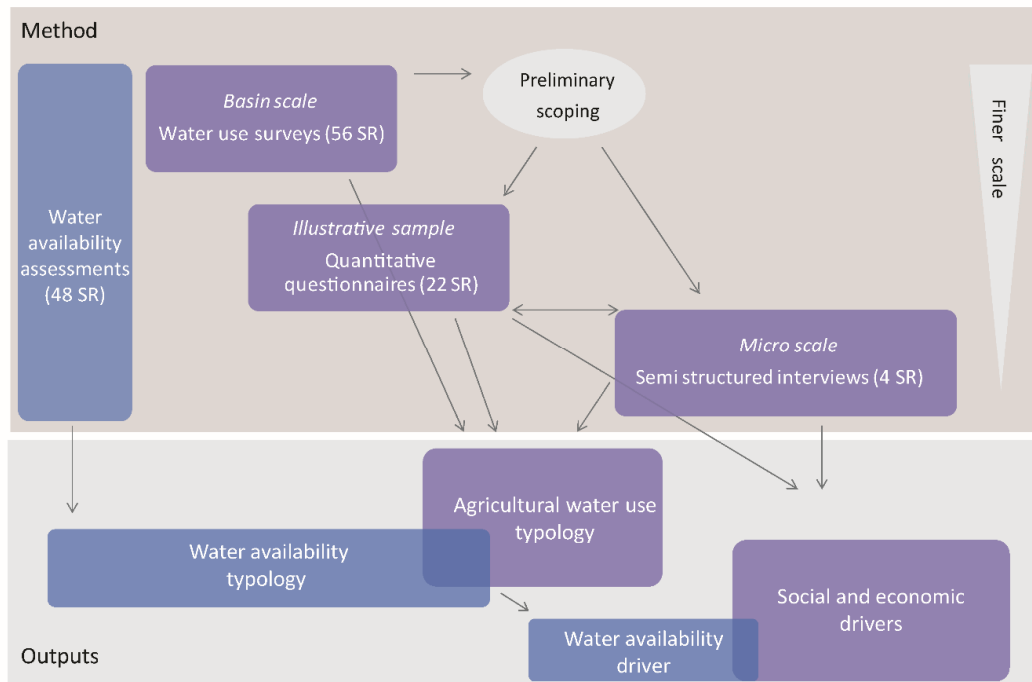 Method
Water
availability
assessments
(48 SR)
Basin scale
Water use surveys (56 SR)
Preliminary
scoping
Finer scale
Illustrative sample
Quantitative
questionnaires (22 SR)
Micro scale
Semi structured interviews (4 SR)
Agricultural water use
typology
Water availability
typology
Social and economic
drivers
Water availability
driver
Outputs